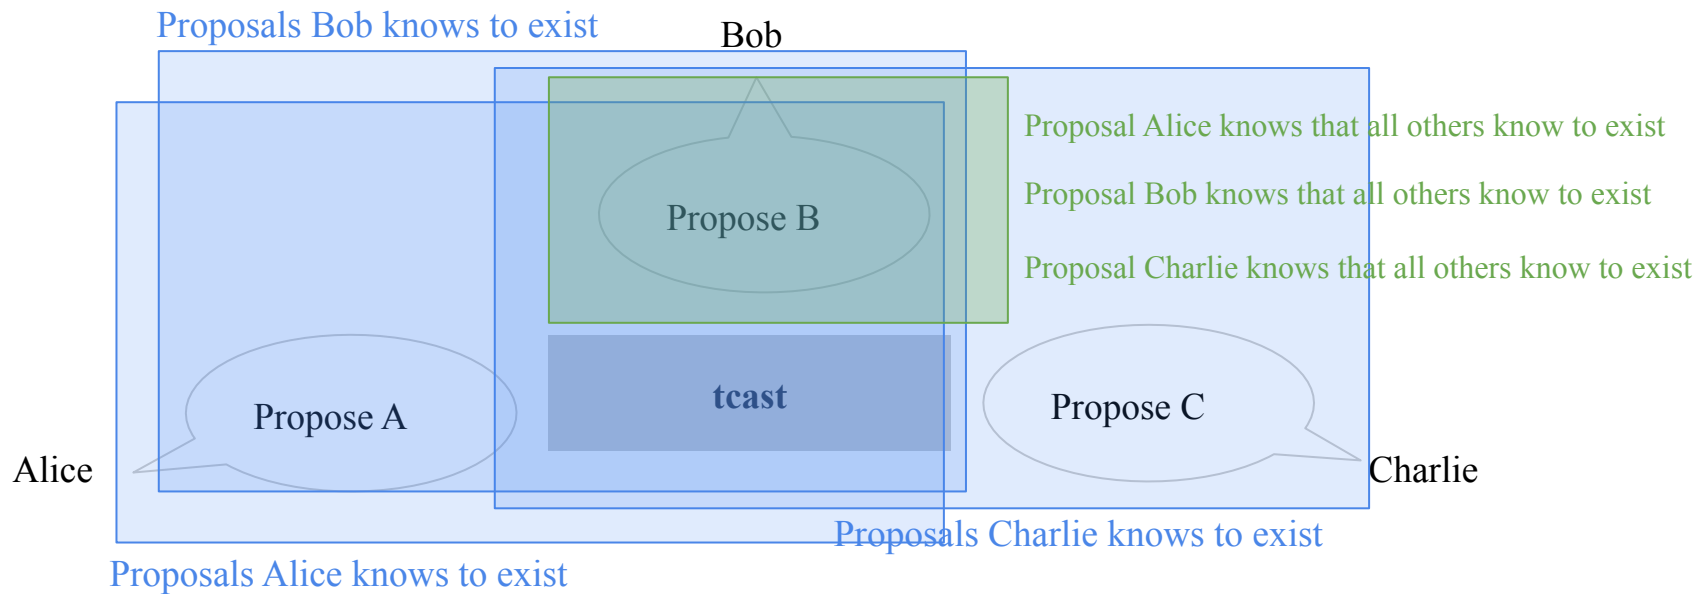 Proposals Bob knows to exist
Bob
Proposal Alice knows that all others know to exist
Proposal Bob knows that all others know to exist
Propose B
Proposal Charlie knows that all others know to exist
tcast
Propose A
Propose C
Alice
Charlie
Proposals Charlie knows to exist
Proposals Alice knows to exist